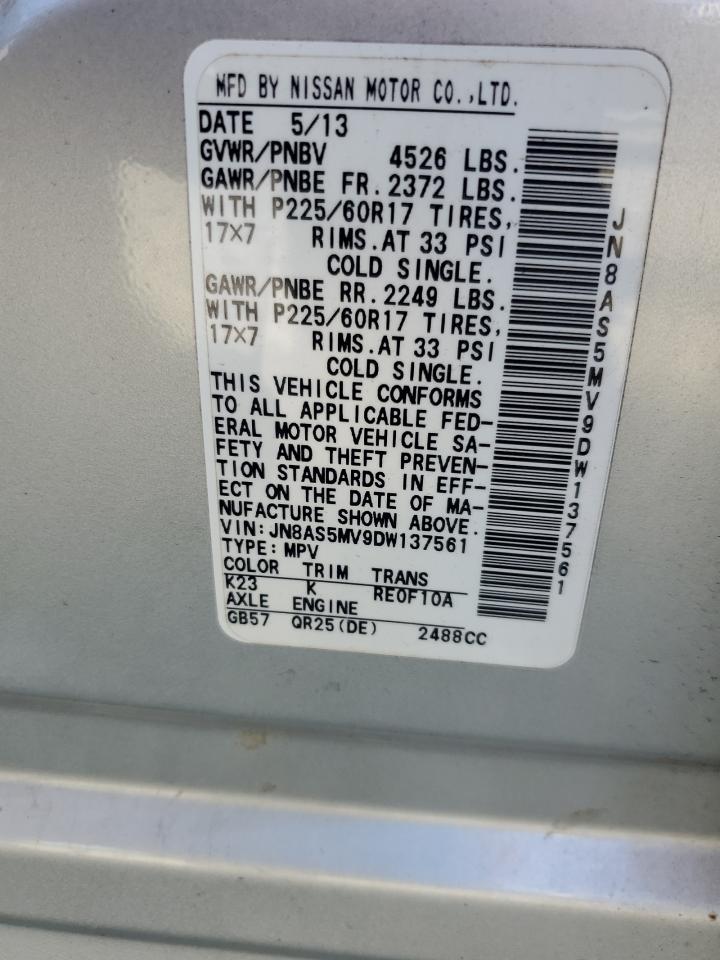 MFD BY NISSAN MOTOR CO.,LTD.
DATE 5/13
GVWR/PNBV 4526 LBS.
GAWR/PNBE FR. 2372 LBS.
WITH P225/60R17 TIRES,
17×7 RIMS. AT 33 PSI
COLD SINGLE.
GAWR/PNBE RR. 2249 LBS.
WITH P225/60R17 TIRES,
17×7 RIMS. AT 33 PSI
COLD SINGLE.
THIS VEHICLE CONFORMS
TO ALL APPLICABLE FED-
ERAL MOTOR VEHICLE SA-
FETY AND THEFT PREVEN-
TION STANDARDS IN EFF-
ECT ON THE DATE OF MA-
NUFACTURE SHOWN ABOVE.
VIN: JN8AS5MV9DW137561
TYPE: MPV
COLOR TRIM TRANS
K23 K RE0F10A
AXLE ENGINE
GB57 QR25(DE) 2488CC
JN8AS5MV9DW137561